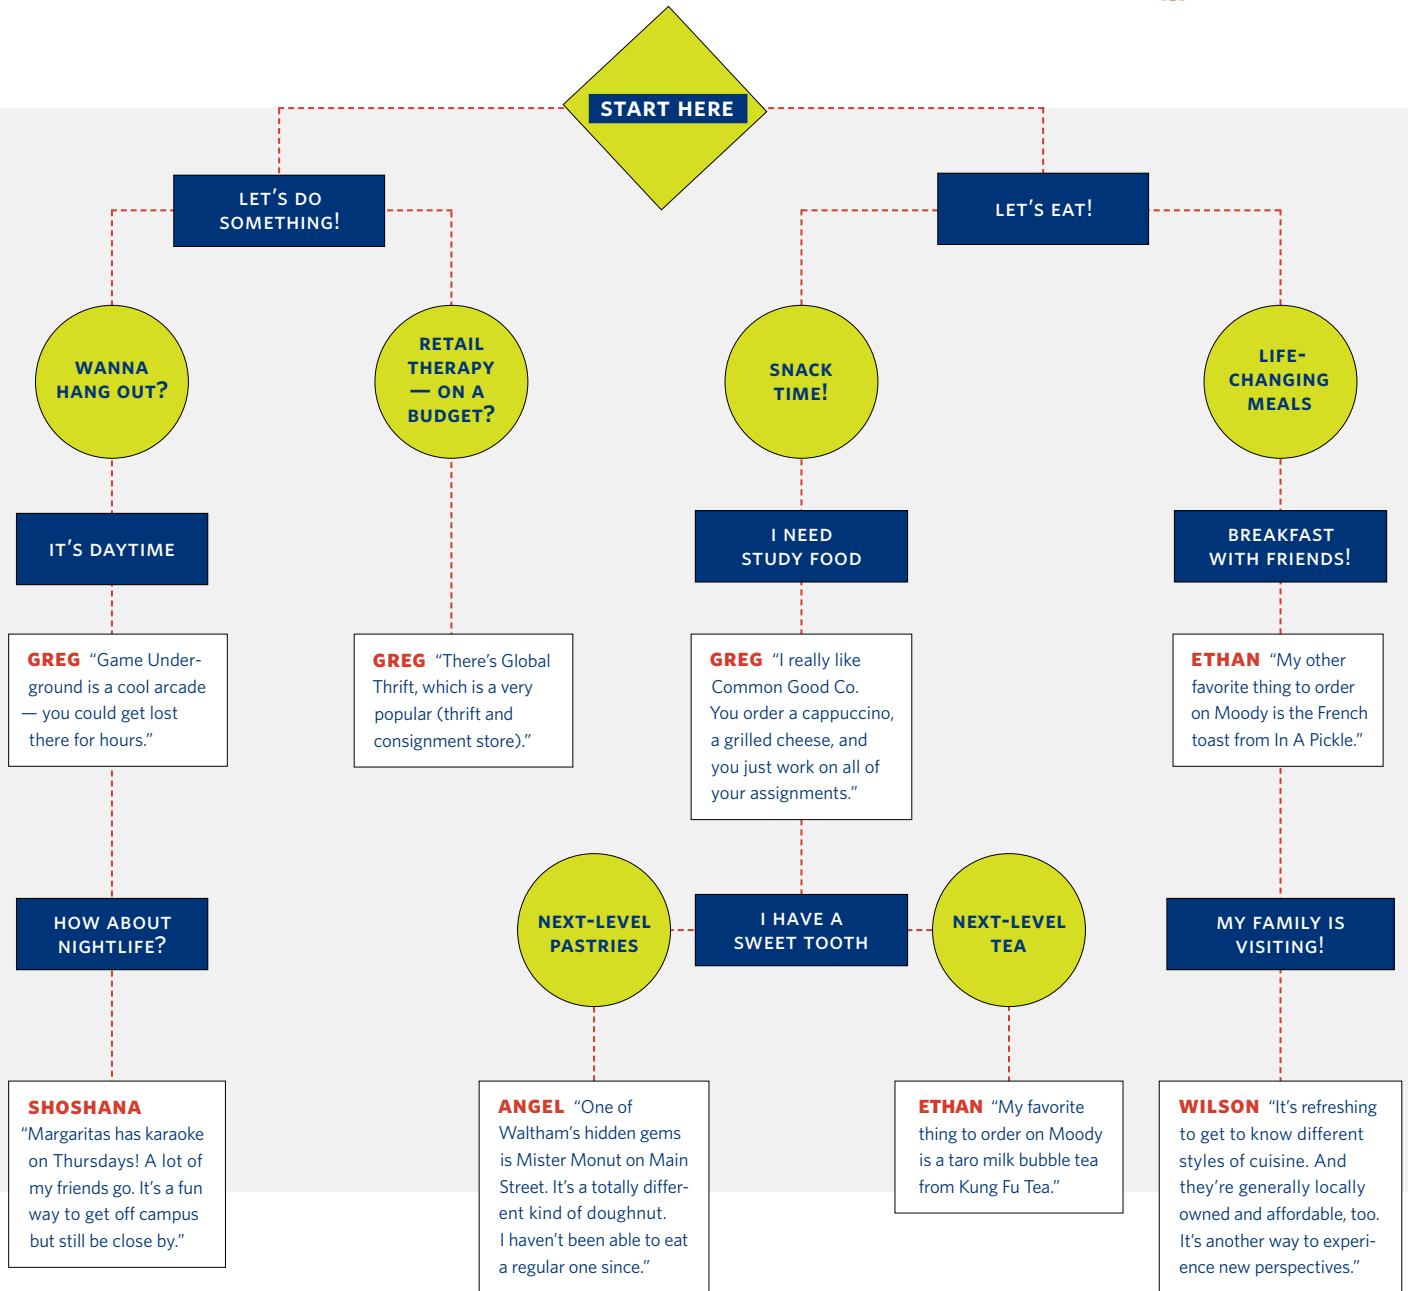 START HERE
LET'S DO
SOMETHING!
LET'S EAT!
WANNA
HANG OUT?
RETAIL
THERAPY
— ON A
BUDGET?
SNACK
TIME!
LIFE-
CHANGING
MEALS
IT'S DAYTIME
I NEED
STUDY FOOD
BREAKFAST
WITH FRIENDS!
GREG “Game Under-
ground is a cool arcade
— you could get lost
there for hours.”
GREG “There’s Global
Thrift, which is a very
popular (thrift and
consignment store).”
GREG “I really like
Common Good Co.
You order a cappuccino,
a grilled cheese, and
you just work on all of
your assignments.”
ETHAN “My other
favorite thing to order
on Moody is the French
toast from In A Pickle.”
HOW ABOUT
NIGHTLIFE?
NEXT-LEVEL
PASTRIES
I HAVE A
SWEET TOOTH
NEXT-LEVEL
TEA
MY FAMILY IS
VISITING!
SHOSHANA
“Margaritas has karaoke
on Thursdays! A lot of
my friends go. It’s a fun
way to get off campus
but still be close by.”
ANGEL “One of
Waltham’s hidden gems
is Mister Monut on Main
Street. It’s a totally differ-
ent kind of doughnut.
I haven’t been able to eat
a regular one since.”
ETHAN “My favorite
thing to order on Moody
is a taro milk bubble tea
from Kung Fu Tea.”
WILSON “It’s refreshing
to get to know different
styles of cuisine. And
they’re generally locally
owned and affordable, too.
It’s another way to experi-
ence new perspectives.”